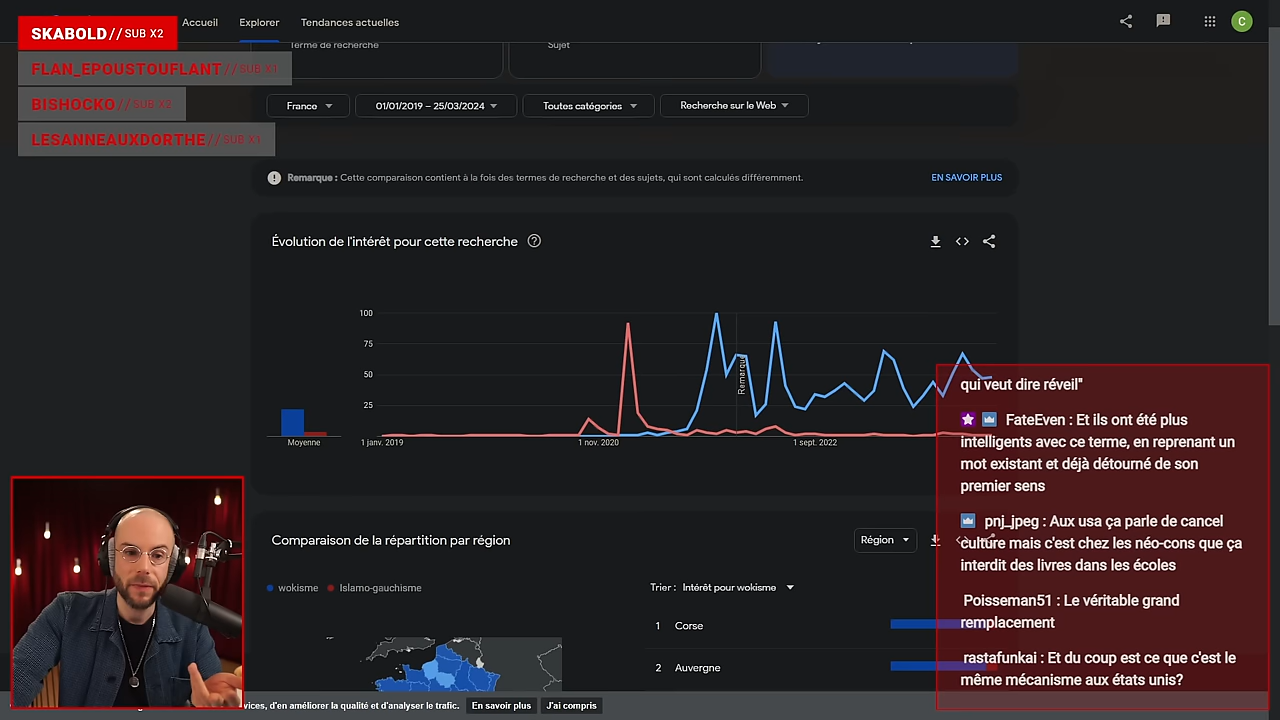 SKABOLD // SUB X2
FLAN_EPOUSTOUFLANT // SUB X1
BISHOCKO // SUB X2
LESANNEAUXDORTHE // SUB X1
Accueil
Explorer
Tendances actuelles
C
Terme de recherche
Sujet
France
01/01/2019 – 25/03/2024
Toutes catégories
Recherche sur le Web
Remarque : Cette comparaison contient à la fois des termes de recherche et des sujets, qui sont calculés différemment.
EN SAVOIR PLUS
Évolution de l'intérêt pour cette recherche
100
75
50
25
Remarque
Moyenne
1 janv. 2019
1 nov. 2020
1 sept. 2022
Comparaison de la répartition par région
Région
wokisme
Islamo-gauchisme
Trier : Intérêt pour wokisme
1 Corse
2 Auvergne
vices, d'en améliorer la qualité et d'analyser le trafic.
En savoir plus
J'ai compris
qui veut dire réveil"
FateEven : Et ils ont été plus
intelligents avec ce terme, en reprenant un
mot existant et déjà détourné de son
premier sens
pnj_jpeg : Aux usa ça parle de cancel
culture mais c'est chez les néo-cons que ça
interdit des livres dans les écoles
Poisseman51 : Le véritable grand
remplacement
rastafunkai : Et du coup est ce que c'est le
même mécanisme aux états unis?